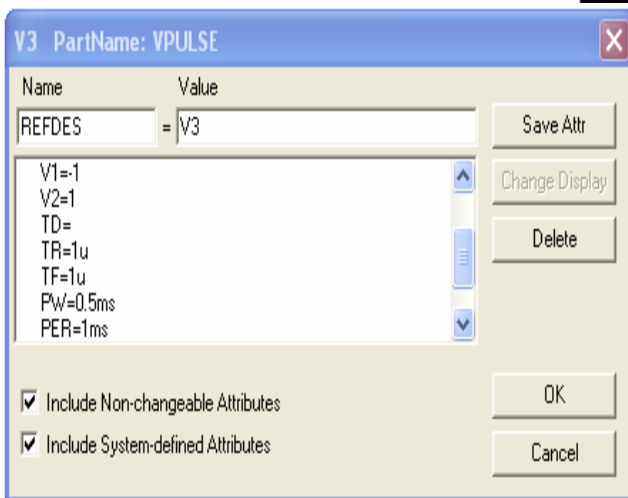 V3 PartName: VPULSE
Name Value
REFDES = V3
Save Attr
V1=-1
V2=1
TD=
TR=1u
TF=1u
PW=0.5ms
PER=1ms
Change Display
Delete
Include Non-changeable Attributes
Include System-defined Attributes
OK
Cancel